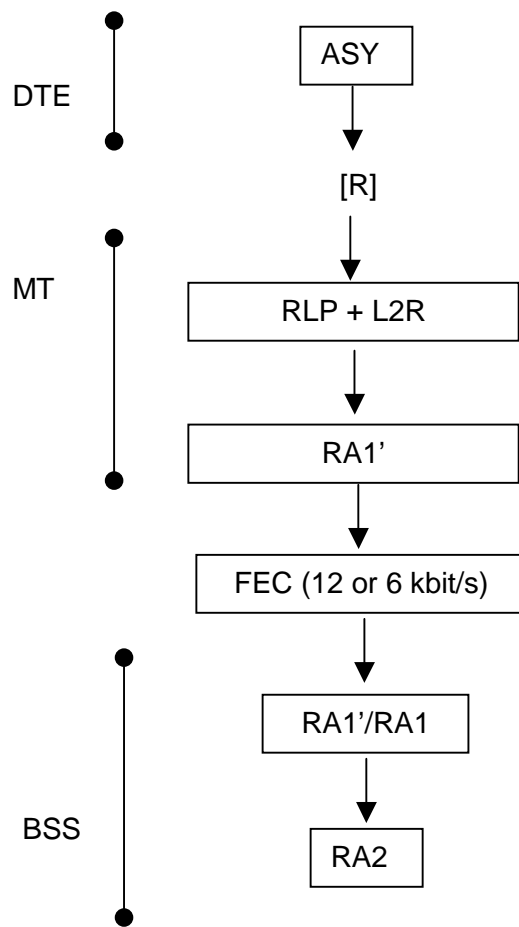 DTE
ASY
[R]
MT
RLP + L2R
RA1’
FEC (12 or 6 kbit/s)
RA1’/RA1
BSS
RA2